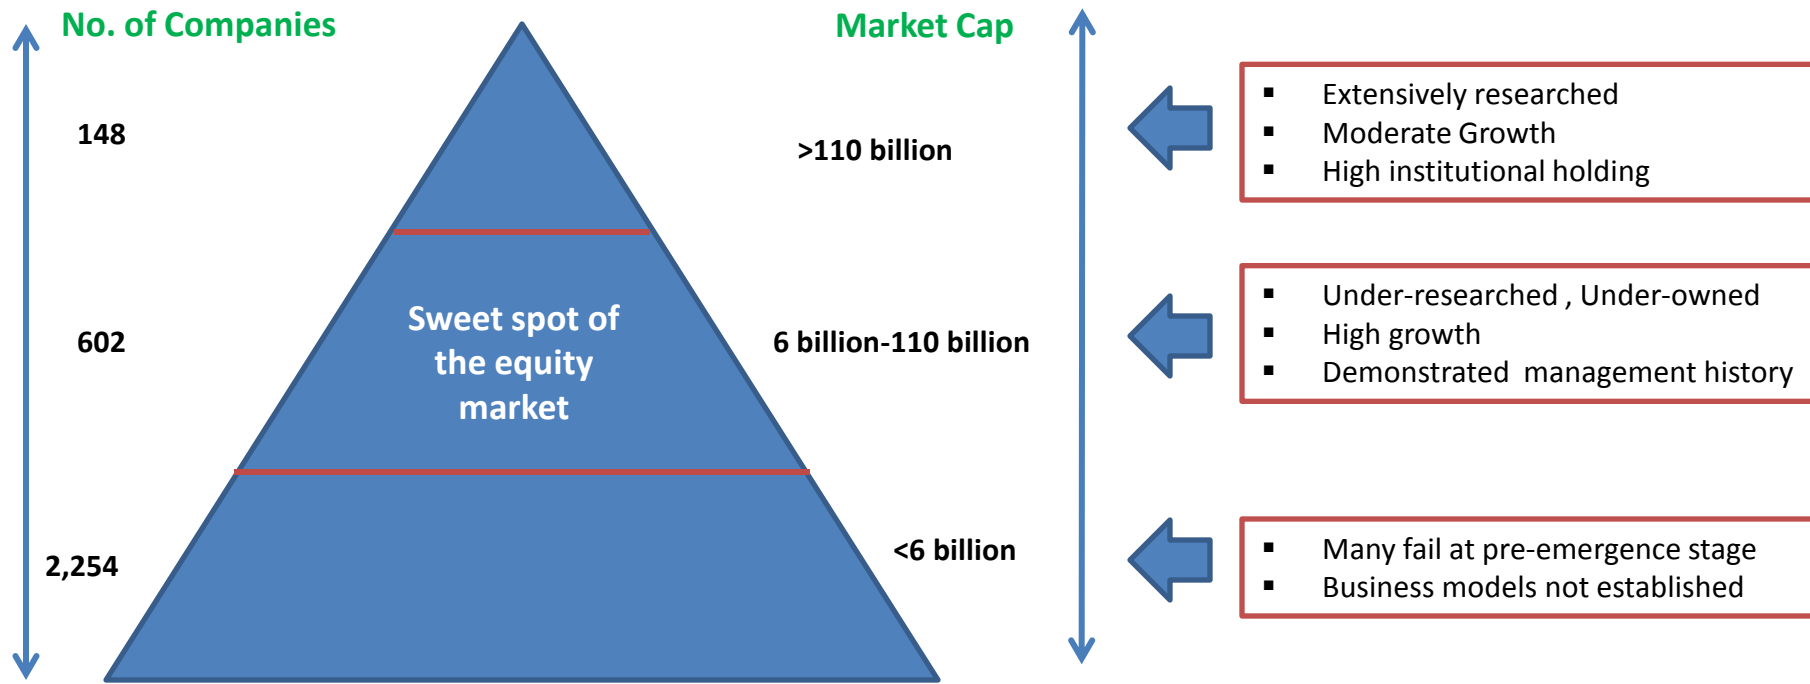 No. of Companies
Market Cap
148
>110 billion
▪ Extensively researched
▪ Moderate Growth
▪ High institutional holding
602
Sweet spot of
the equity
market
6 billion-110 billion
▪ Under-researched , Under-owned
▪ High growth
▪ Demonstrated  management history
2,254
<6 billion
▪ Many fail at pre-emergence stage
▪ Business models not established